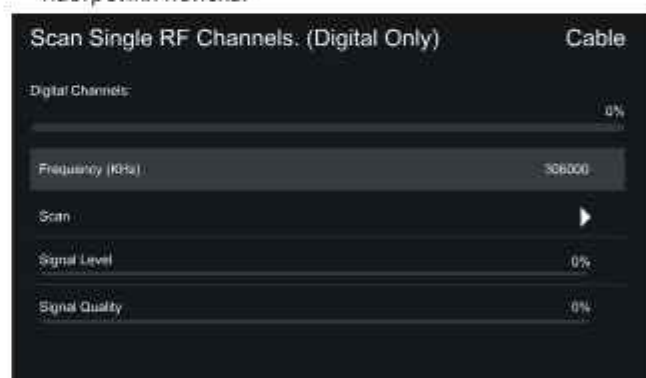 Scan Single RF Channels. (Digital Only) Cable
Digital Channels:
0%
Frequency (KHz) 306000
Scan
Signal Level 0%
Signal Quality 0%